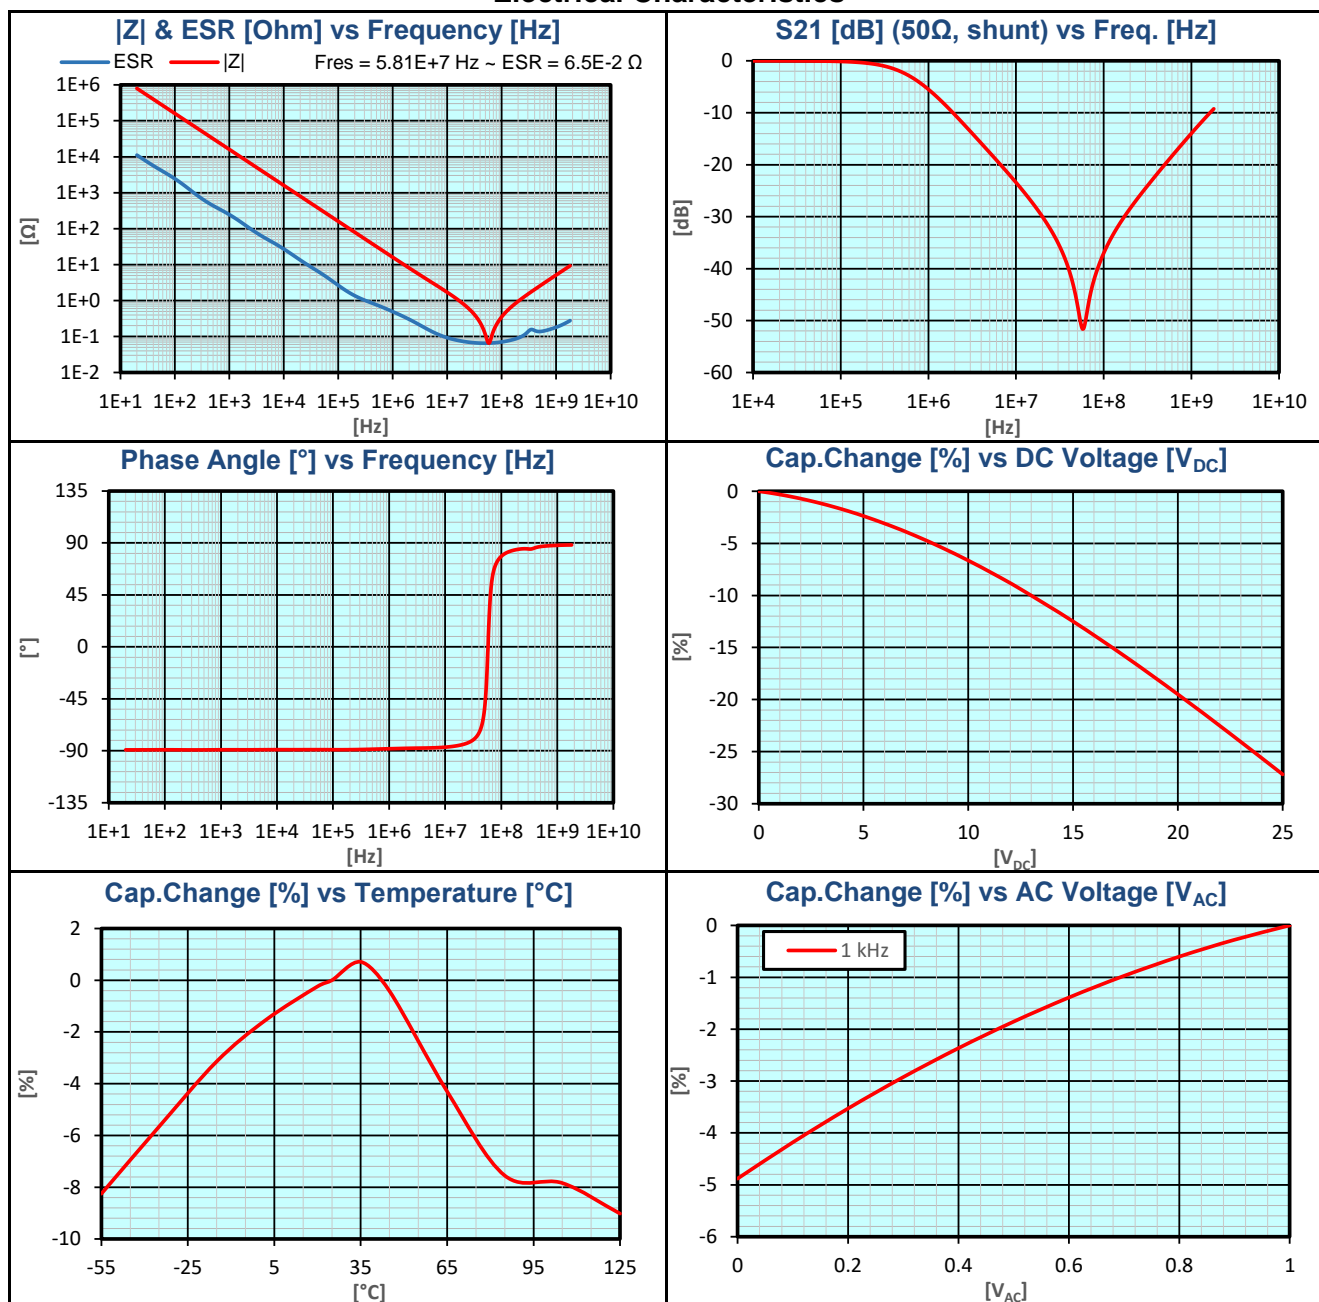 Electrical Characteristics
|Z| & ESR [Ohm] vs Frequency [Hz]
ESR |Z| Fres = 5.81E+7 Hz ~ ESR = 6.5E-2 Ω
1E+6
1E+5
1E+4
1E+3
1E+2
1E+1
1E+0
1E-1
1E-2
[Ω]
1E+1 1E+2 1E+3 1E+4 1E+5 1E+6 1E+7 1E+8 1E+9 1E+10
[Hz]
S21 [dB] (50Ω, shunt) vs Freq. [Hz]
0
-10
-20
-30
-40
-50
-60
[dB]
1E+4 1E+5 1E+6 1E+7 1E+8 1E+9 1E+10
[Hz]
Phase Angle [°] vs Frequency [Hz]
135
90
45
0
-45
-90
-135
[°]
1E+1 1E+2 1E+3 1E+4 1E+5 1E+6 1E+7 1E+8 1E+9 1E+10
[Hz]
Cap.Change [%] vs DC Voltage [VDC]
0
-5
-10
-15
-20
-25
-30
[%]
0 5 10 15 20 25
[VDC]
Cap.Change [%] vs Temperature [°C]
2
0
-2
-4
-6
-8
-10
[%]
-55 -25 5 35 65 95 125
[°C]
Cap.Change [%] vs AC Voltage [VAC]
1 kHz
0
-1
-2
-3
-4
-5
-6
[%]
0 0.2 0.4 0.6 0.8 1
[VAC]